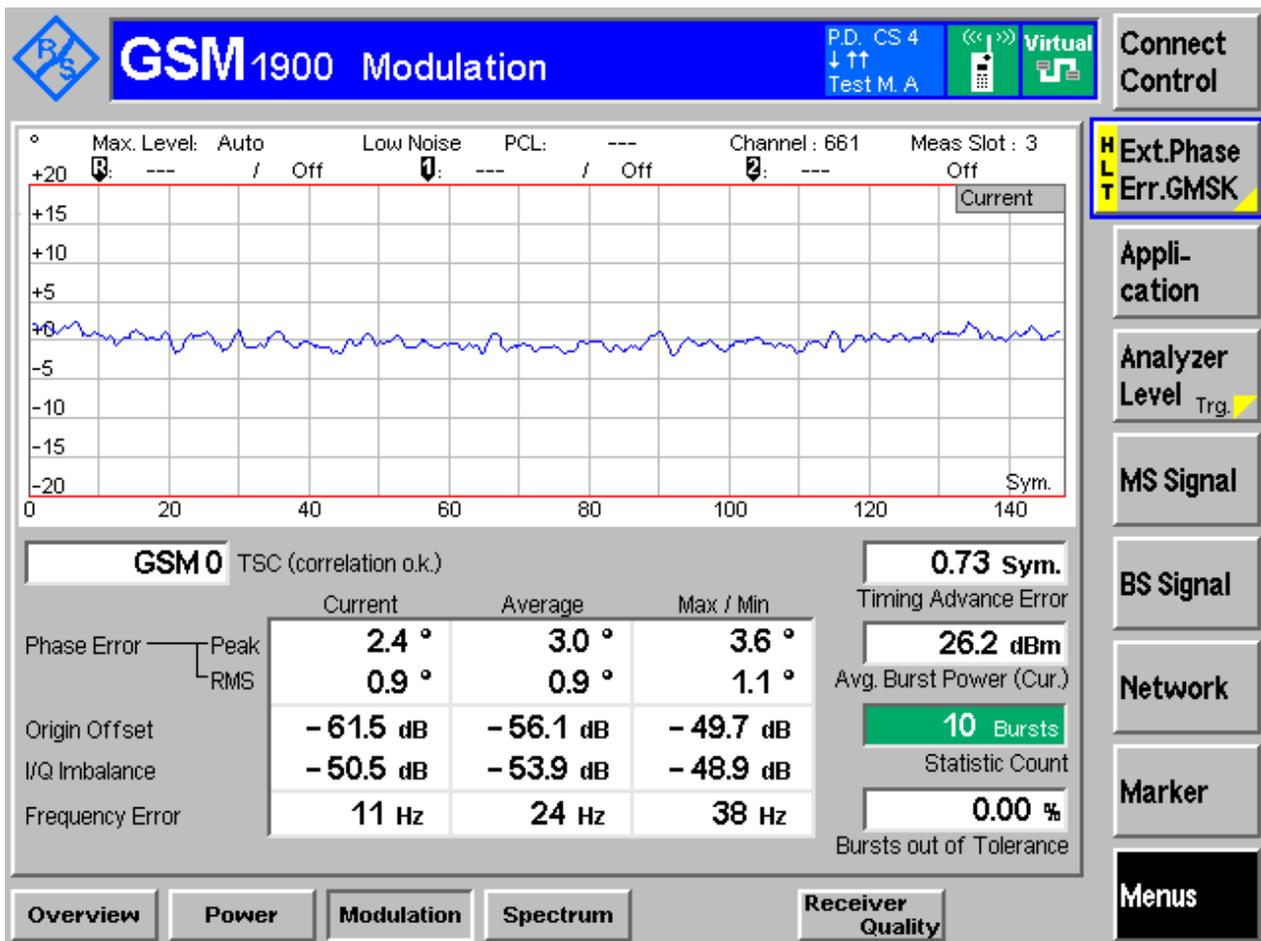 R&S
GSM 1900 Modulation
P.D. CS 4
↓ ↑↑
Test M. A
Virtual
Connect
Control
° Max. Level: Auto Low Noise PCL: --- Channel : 661 Meas Slot : 3
R: --- / Off 1: --- / Off 2: --- Off
Current
+20
+15
+10
+5
+0
-5
-10
-15
-20
Sym.
0 20 40 60 80 100 120 140
GSM 0 TSC (correlation o.k.)
Current Average Max / Min
Phase Error Peak 2.4 ° 3.0 ° 3.6 °
RMS 0.9 ° 0.9 ° 1.1 °
Origin Offset - 61.5 dB - 56.1 dB - 49.7 dB
I/Q Imbalance - 50.5 dB - 53.9 dB - 48.9 dB
Frequency Error 11 Hz 24 Hz 38 Hz
0.73 Sym.
Timing Advance Error
26.2 dBm
Avg. Burst Power (Cur.)
10 Bursts
Statistic Count
0.00 %
Bursts out of Tolerance
HLT
Ext.Phase
Err.GMSK
Appli-
cation
Analyzer
Level Trg.
MS Signal
BS Signal
Network
Marker
Menus
Overview Power Modulation Spectrum Receiver
Quality